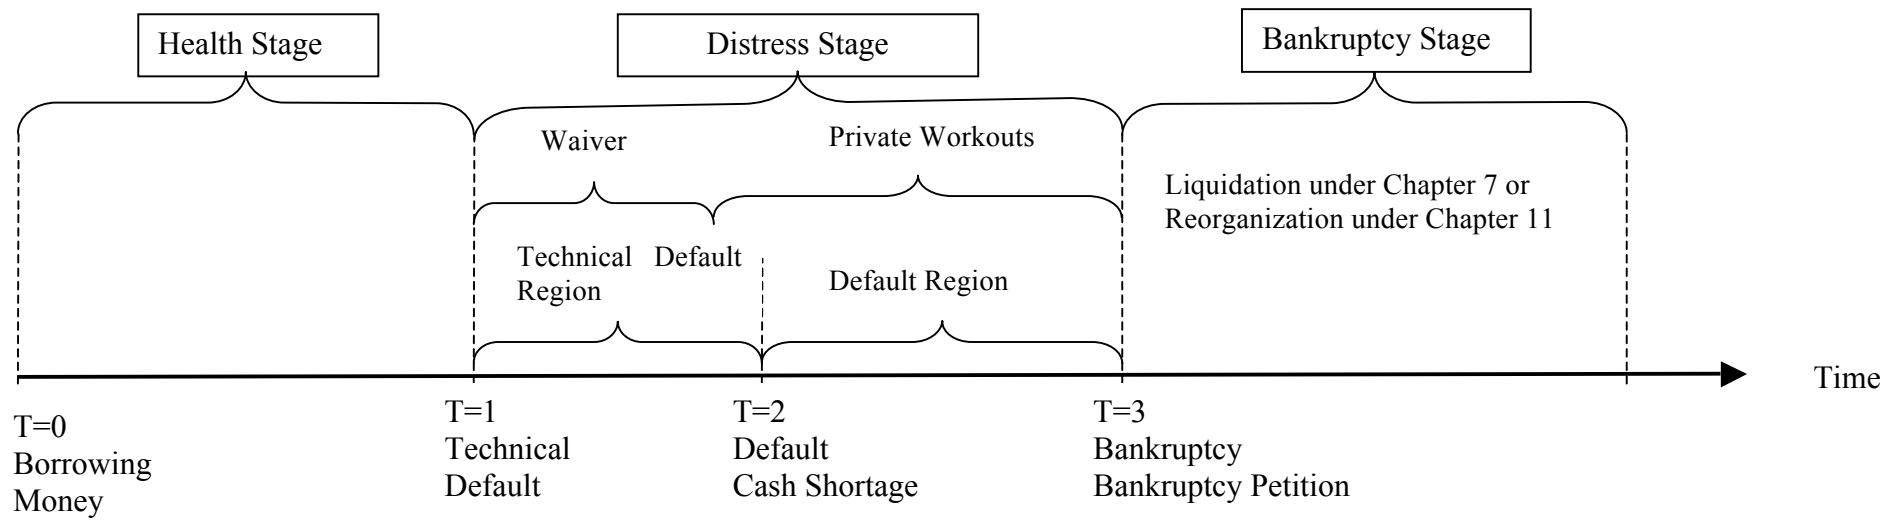 Health Stage
Distress Stage
Bankruptcy Stage
Waiver
Private Workouts
Liquidation under Chapter 7 or
Reorganization under Chapter 11
Technical Default
Region
Default Region
Time
T=0
Borrowing
Money
T=1
Technical
Default
T=2
Default
Cash Shortage
T=3
Bankruptcy
Bankruptcy Petition